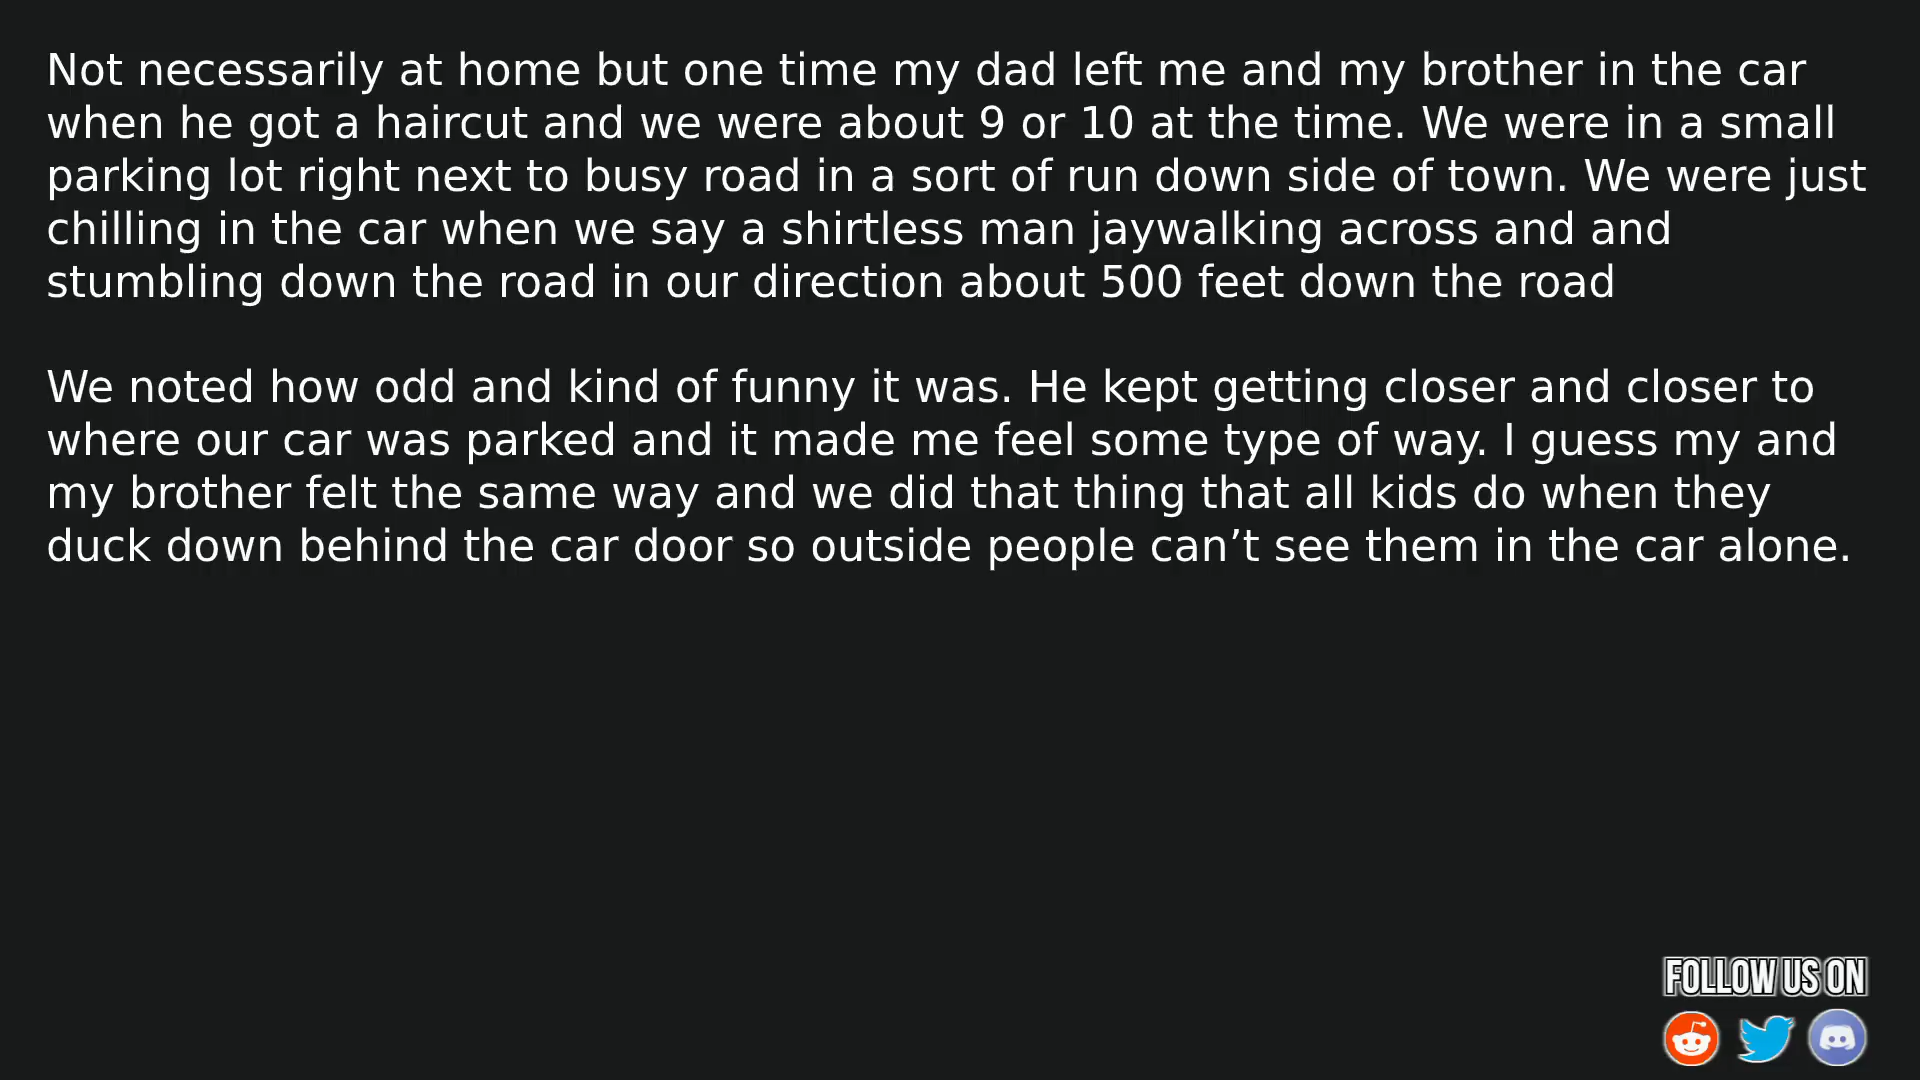 Not necessarily at home but one time my dad left me and my brother in the car
when he got a haircut and we were about 9 or 10 at the time. We were in a small
parking lot right next to busy road in a sort of run down side of town. We were just
chilling in the car when we say a shirtless man jaywalking across and and
stumbling down the road in our direction about 500 feet down the road
We noted how odd and kind of funny it was. He kept getting closer and closer to
where our car was parked and it made me feel some type of way. I guess my and
my brother felt the same way and we did that thing that all kids do when they
duck down behind the car door so outside people can’t see them in the car alone.
FOLLOW US ON